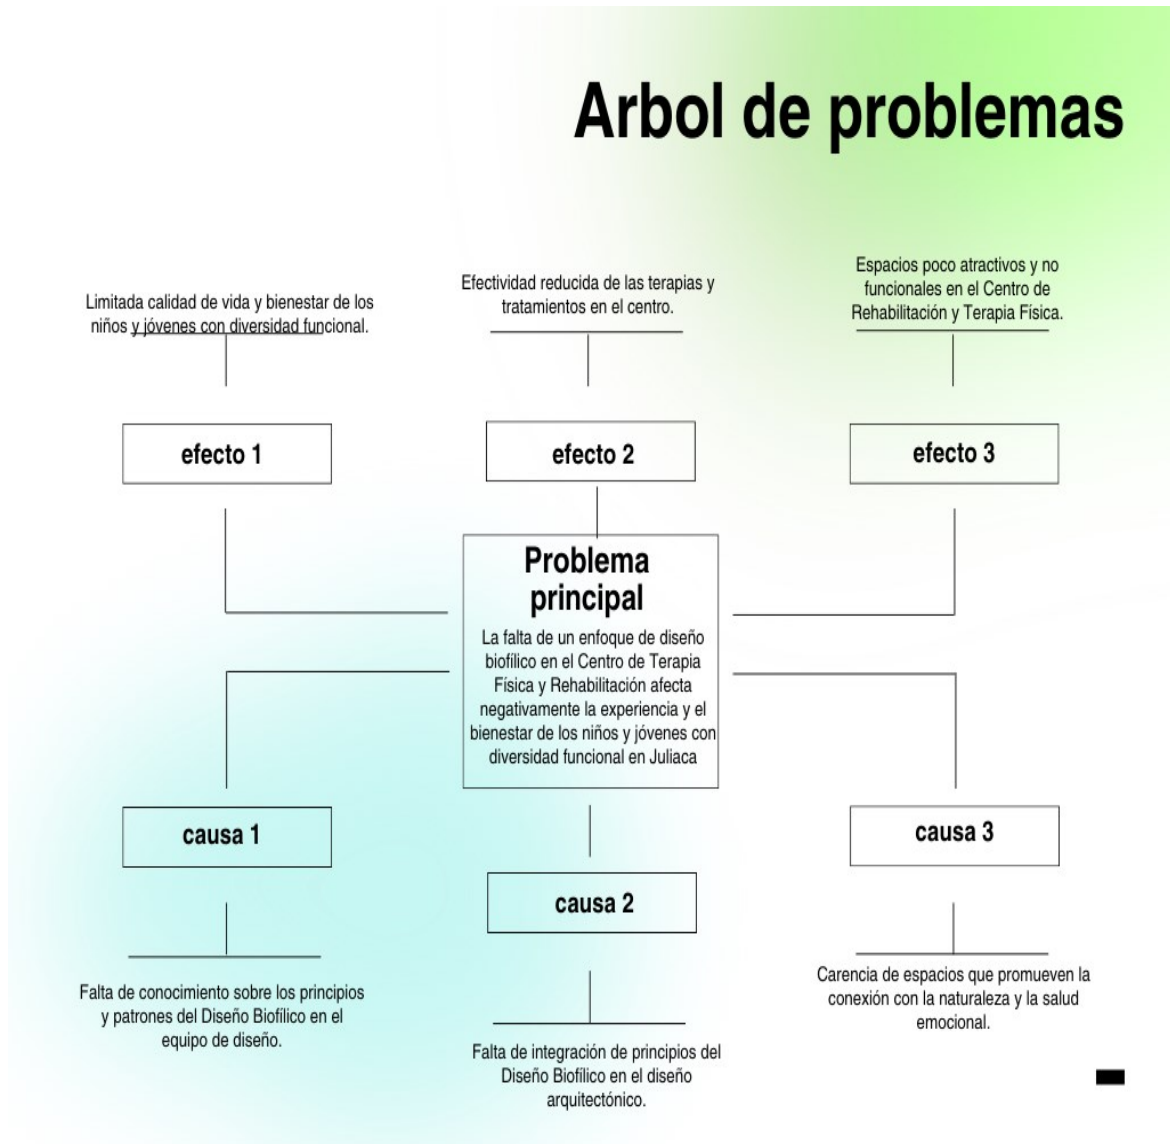 Arbol de problemas
Limitada calidad de vida y bienestar de los
niños y jóvenes con diversidad funcional.
Efectividad reducida de las terapias y
tratamientos en el centro.
Espacios poco atractivos y no
funcionales en el Centro de
Rehabilitación y Terapia Física.
efecto 1
efecto 2
efecto 3
Problema
principal
La falta de un enfoque de diseño
biofílico en el Centro de Terapia
Física y Rehabilitación afecta
negativamente la experiencia y el
bienestar de los niños y jóvenes con
diversidad funcional en Juliaca
causa 1
causa 2
causa 3
Falta de conocimiento sobre los principios
y patrones del Diseño Biofílico en el
equipo de diseño.
Falta de integración de principios del
Diseño Biofílico en el diseño
arquitectónico.
Carencia de espacios que promueven la
conexión con la naturaleza y la salud
emocional.